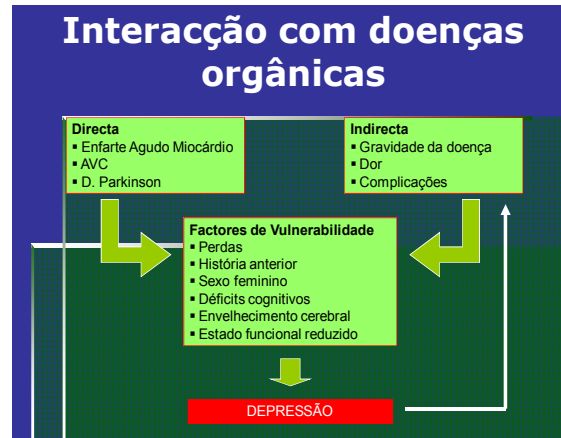 Interacção com doenças
orgânicas
Directa
▪ Enfarte Agudo Miocárdio
▪ AVC
▪ D. Parkinson
Indirecta
▪ Gravidade da doença
▪ Dor
▪ Complicações
Factores de Vulnerabilidade
▪ Perdas
▪ História anterior
▪ Sexo feminino
▪ Déficits cognitivos
▪ Envelhecimento cerebral
▪ Estado funcional reduzido
DEPRESSÃO